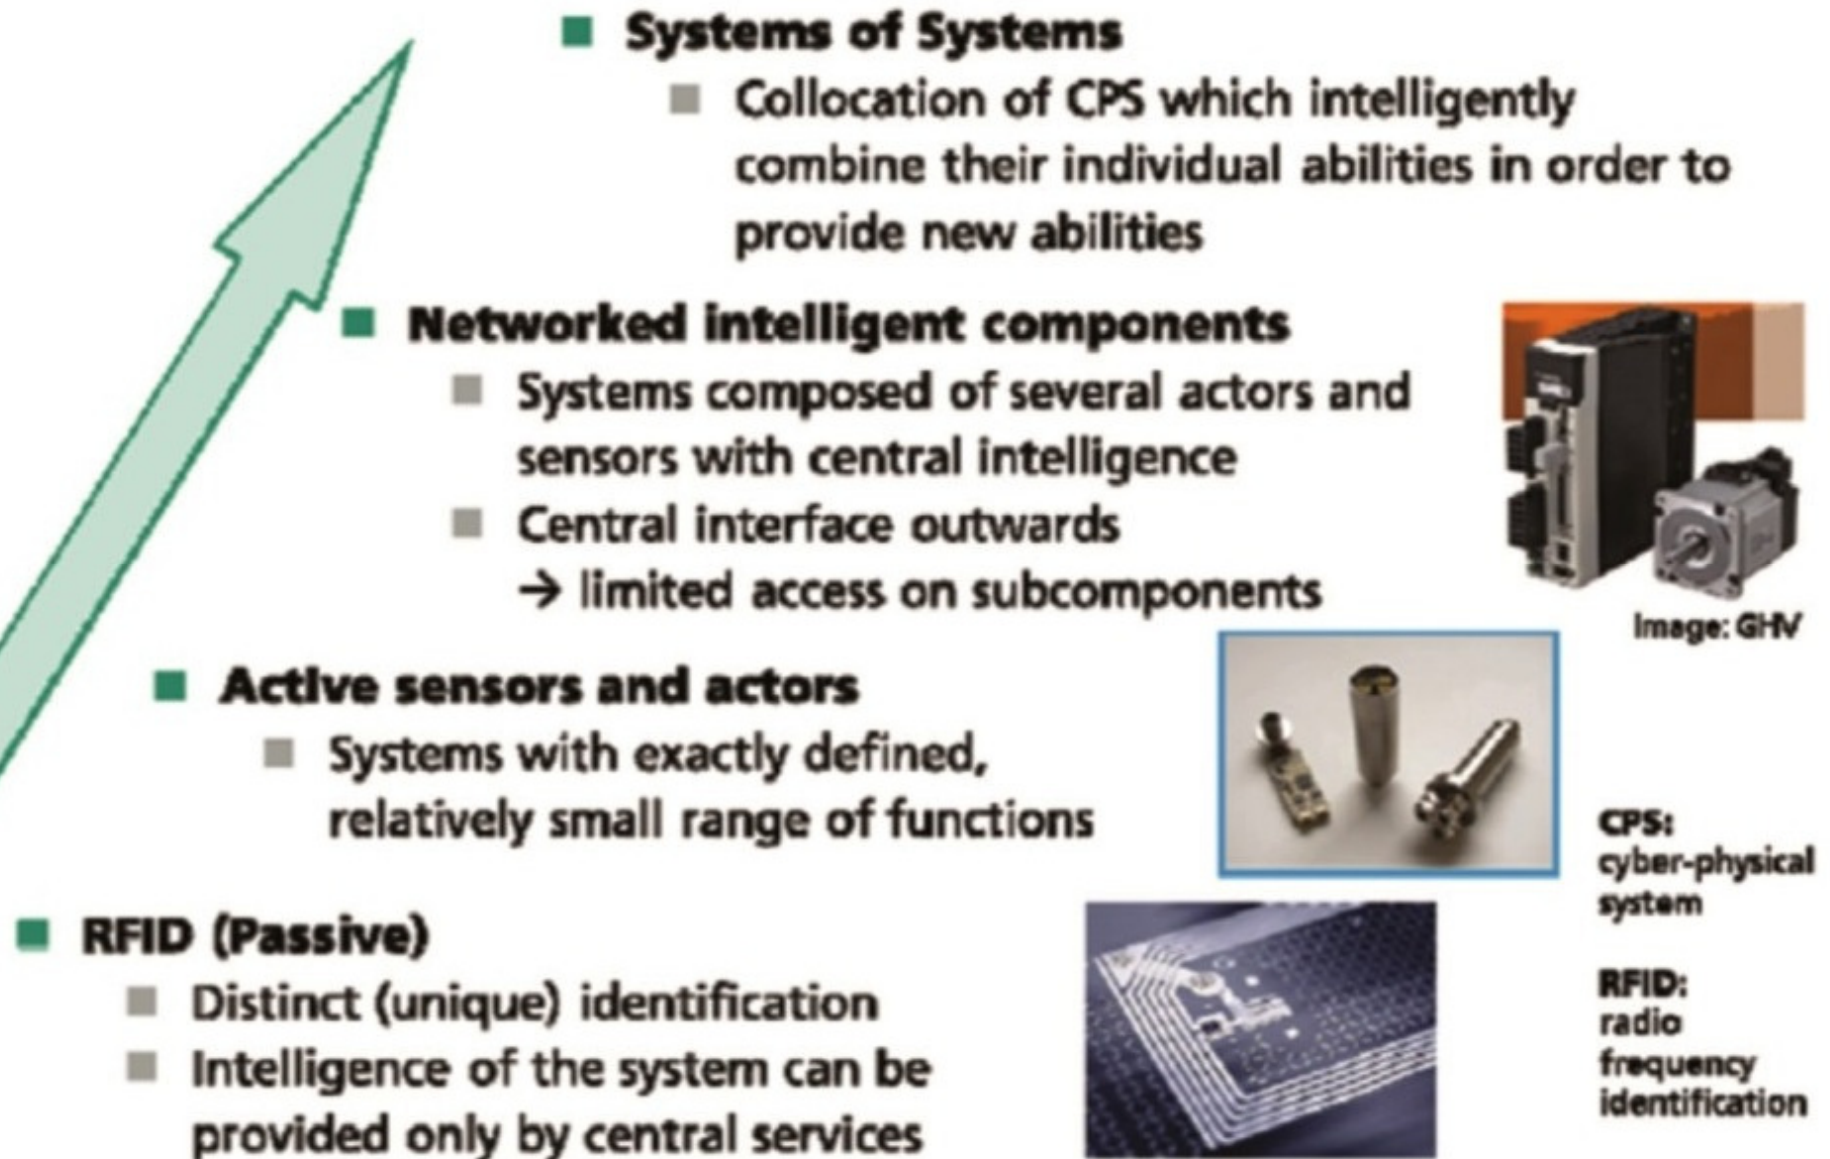 Systems of Systems
Collocation of CPS which intelligently
combine their individual abilities in order to
provide new abilities
Networked intelligent components
Systems composed of several actors and
sensors with central intelligence
Central interface outwards
→ limited access on subcomponents
Image: GHV
Active sensors and actors
Systems with exactly defined,
relatively small range of functions
CPS:
cyber-physical
system
RFID (Passive)
Distinct (unique) identification
Intelligence of the system can be
provided only by central services
RFID:
radio
frequency
identification